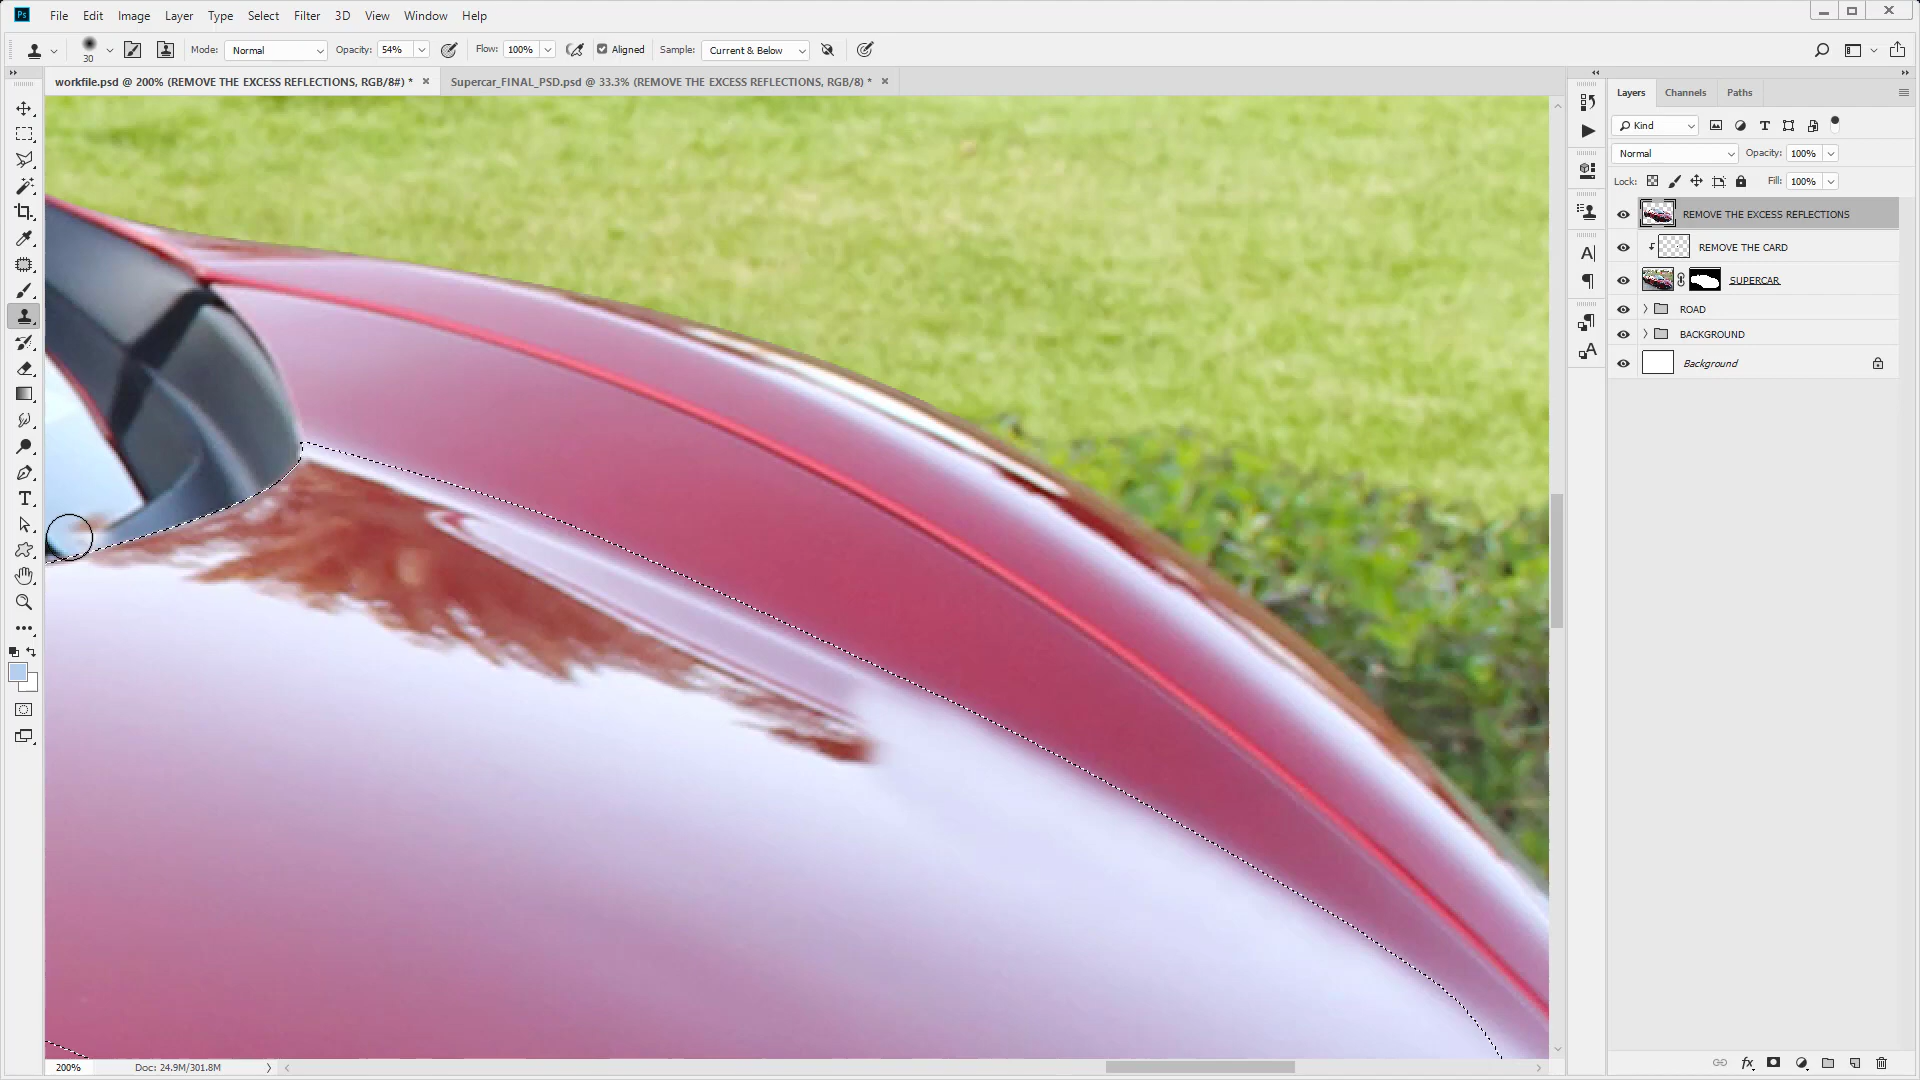 Ps File Edit Image Layer Type Select Filter 3D View Window Help
30 Mode: Normal Opacity: 54% Flow: 100% Aligned Sample: Current & Below
workfile.psd @ 200% (REMOVE THE EXCESS REFLECTIONS, RGB/8#) * Supercar_FINAL_PSD.psd @ 33.3% (REMOVE THE EXCESS REFLECTIONS, RGB/8) *
Layers Channels Paths
Kind
Normal Opacity: 100%
Lock: Fill: 100%
REMOVE THE EXCESS REFLECTIONS
REMOVE THE CARD
SUPERCAR
ROAD
BACKGROUND
Background
200% Doc: 24.9M/301.8M